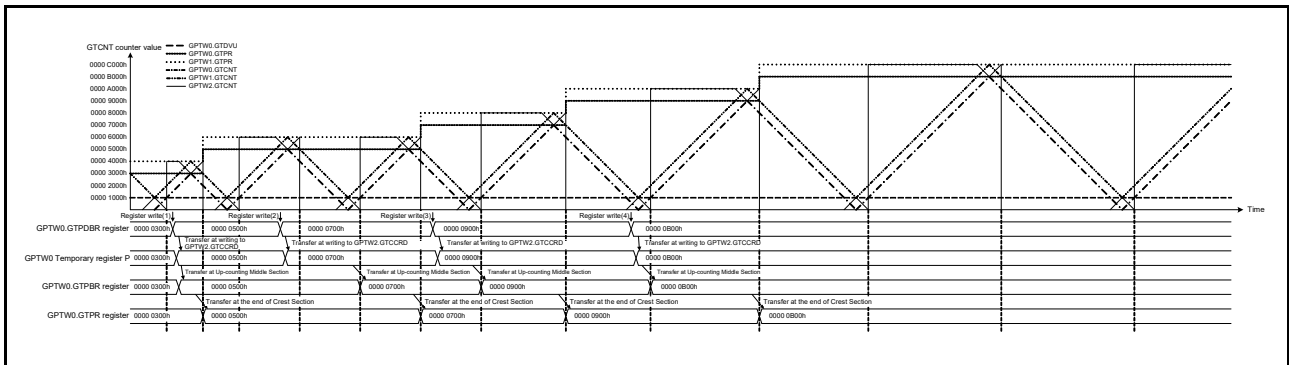 GTCNT counter value
GPTW0.GTDVU
GPTW0.GTPR
GPTW1.GTPR
GPTW0.GTCNT
GPTW1.GTCNT
GPTW2.GTCNT
0000 C000h
0000 B000h
0000 A000h
0000 9000h
0000 8000h
0000 7000h
0000 6000h
0000 5000h
0000 4000h
0000 3000h
0000 2000h
0000 1000h
Time
Register write(1) Register write(2) Register write(3) Register write(4)
GPTW0.GTPDBR register 0000 0300h 0000 0500h 0000 0700h 0000 0900h 0000 0B00h
Transfer at writing to GPTW2.GTCCRD Transfer at writing to GPTW2.GTCCRD Transfer at writing to GPTW2.GTCCRD Transfer at writing to GPTW2.GTCCRD
GPTW0 Temporary register P 0000 0300h 0000 0500h 0000 0700h 0000 0900h 0000 0B00h
Transfer at Up-counting Middle Section Transfer at Up-counting Middle Section Transfer at Up-counting Middle Section Transfer at Up-counting Middle Section
GPTW0.GTPBR register 0000 0300h 0000 0500h 0000 0700h 0000 0900h 0000 0B00h
Transfer at the end of Crest Section Transfer at the end of Crest Section Transfer at the end of Crest Section Transfer at the end of Crest Section
GPTW0.GTPR register 0000 0300h 0000 0500h 0000 0700h 0000 0900h 0000 0B00h